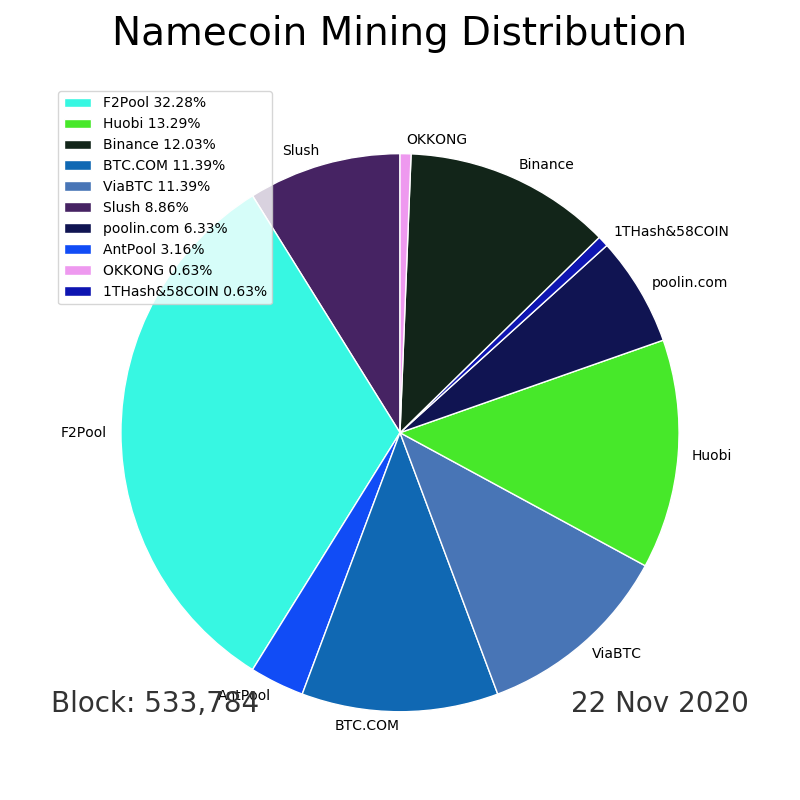 Namecoin Mining Distribution
F2Pool 32.28%
Huobi 13.29%
Binance 12.03%
BTC.COM 11.39%
ViaBTC 11.39%
Slush 8.86%
poolin.com 6.33%
AntPool 3.16%
OKKONG 0.63%
1THash&58COIN 0.63%
OKKONG
Slush
Binance
1THash&58COIN
poolin.com
F2Pool
Huobi
ViaBTC
AntPool
BTC.COM
Block: 533,784
22 Nov 2020